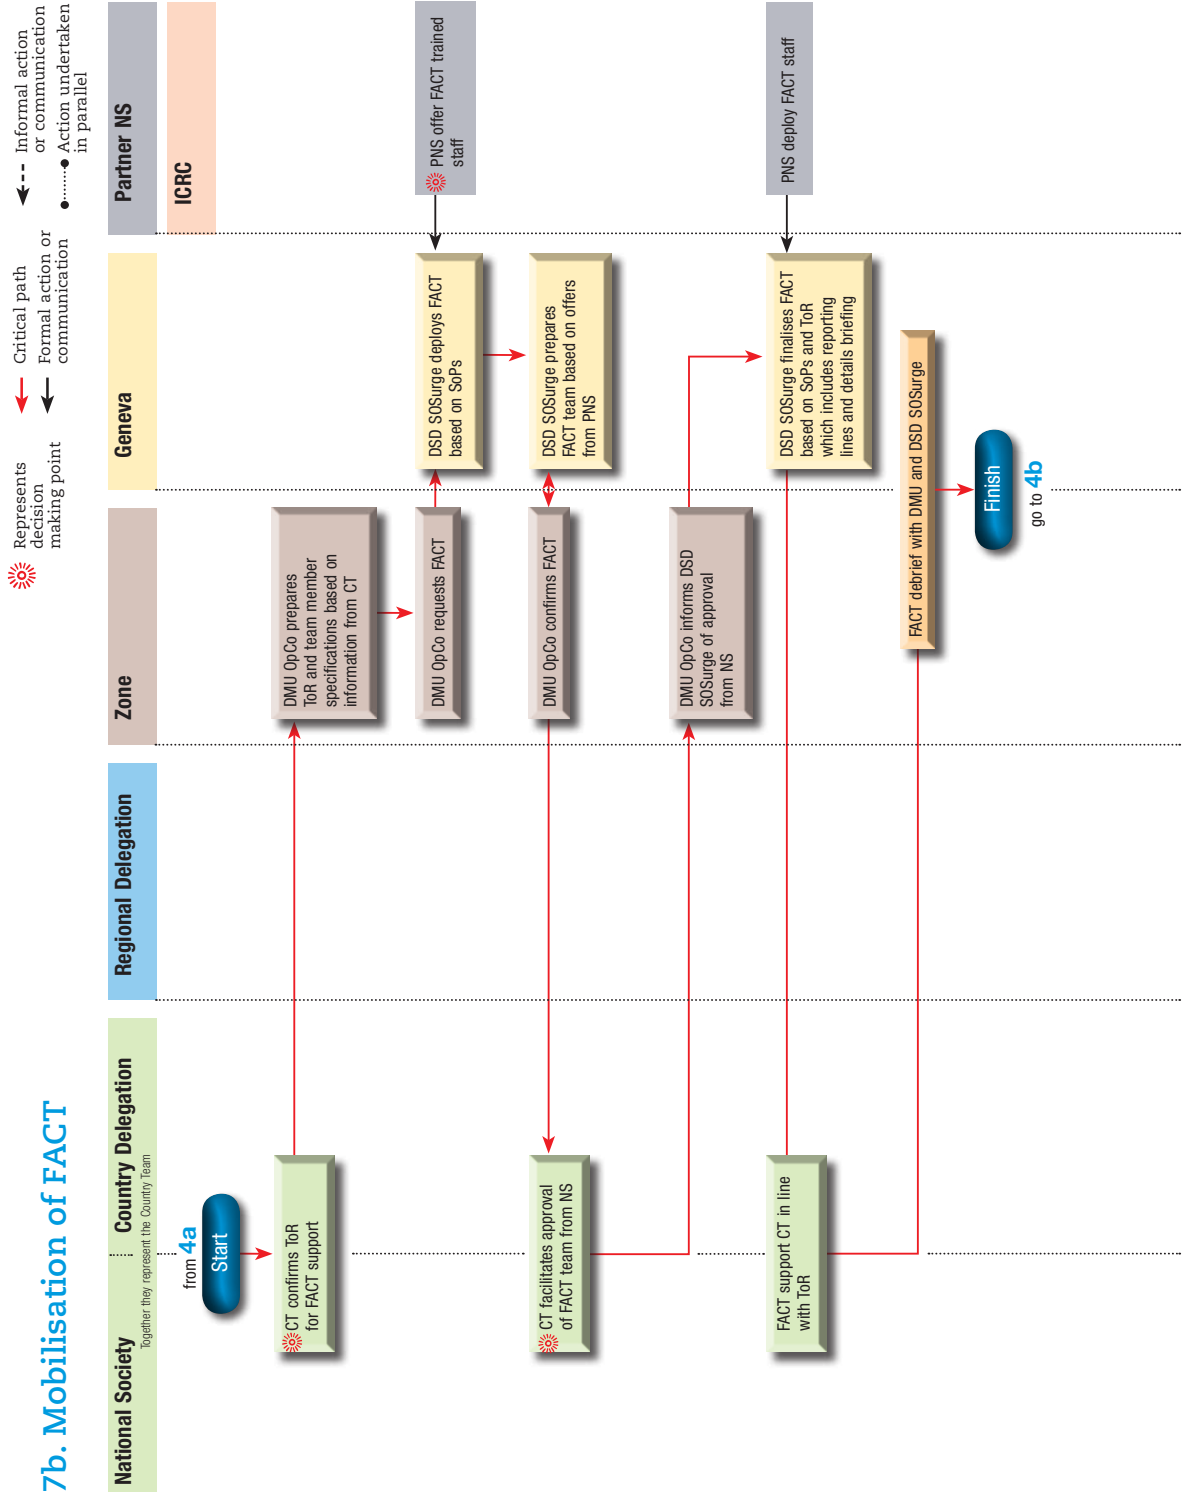 7b. Mobilisation of FACT
Represents
decision
making point
Critical path
Formal action or
communication
Informal action
or communication
Action undertaken
in parallel
National Society
Country Delegation
Together they represent the Country Team
Regional Delegation
Zone
Geneva
Partner NS
ICRC
from 4a
Start
CT confirms ToR
for FACT support
DMU OpCo prepares
ToR and team member
specifications based on
information from CT
DMU OpCo requests FACT
DSD SOSurge deploys FACT
based on SoPs
PNS offer FACT trained
staff
CT facilitates approval
of FACT team from NS
DMU OpCo confirms FACT
DSD SOSurge prepares
FACT team based on offers
from PNS
DMU OpCo informs DSD
SOSurge of approval
from NS
FACT support CT in line
with ToR
DSD SOSurge finalises FACT
based on SoPs and ToR
which includes reporting
lines and details briefing
PNS deploy FACT staff
FACT debrief with DMU and DSD SOSurge
Finish
go to 4b